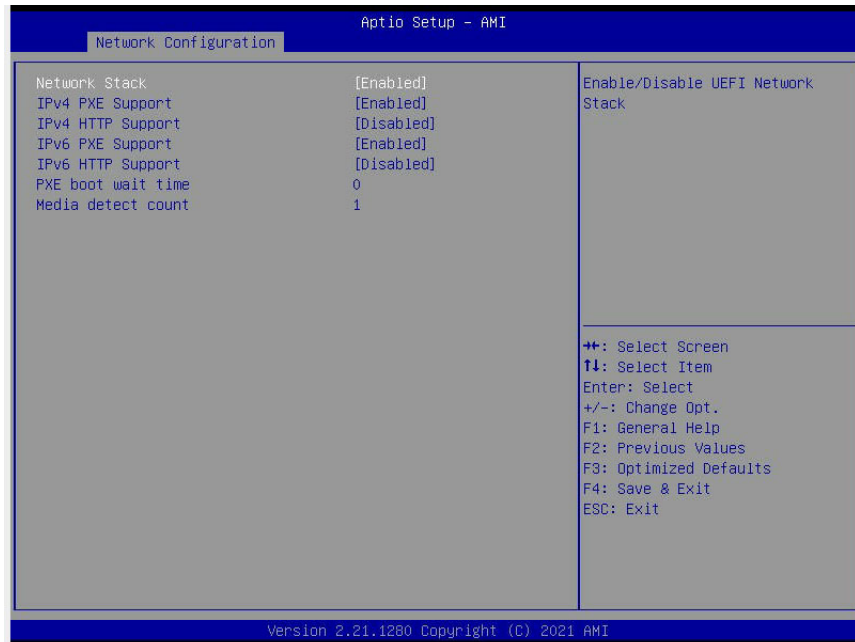 Aptio Setup – AMI
Network Configuration
Network Stack [Enabled]
IPv4 PXE Support [Enabled]
IPv4 HTTP Support [Disabled]
IPv6 PXE Support [Enabled]
IPv6 HTTP Support [Disabled]
PXE boot wait time 0
Media detect count 1
Enable/Disable UEFI Network
Stack
→←: Select Screen
↑↓: Select Item
Enter: Select
+/-: Change Opt.
F1: General Help
F2: Previous Values
F3: Optimized Defaults
F4: Save & Exit
ESC: Exit
Version 2.21.1280 Copyright (C) 2021 AMI